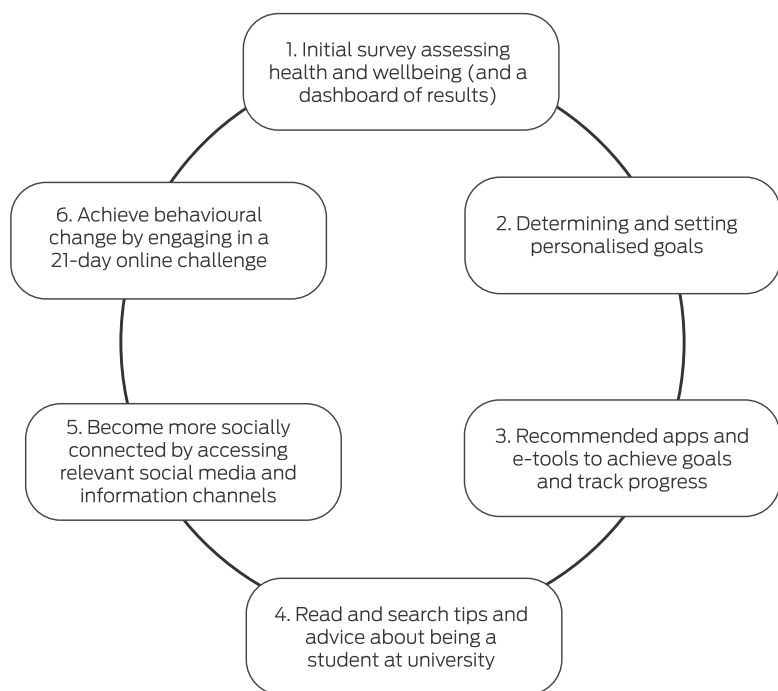 1. Initial survey assessing
health and wellbeing (and a
dashboard of results)
2. Determining and setting
personalised goals
3. Recommended apps and
e-tools to achieve goals
and track progress
4. Read and search tips and
advice about being a
student at university
5. Become more socially
connected by accessing
relevant social media and
information channels
6. Achieve behavioural
change by engaging in a
21-day online challenge